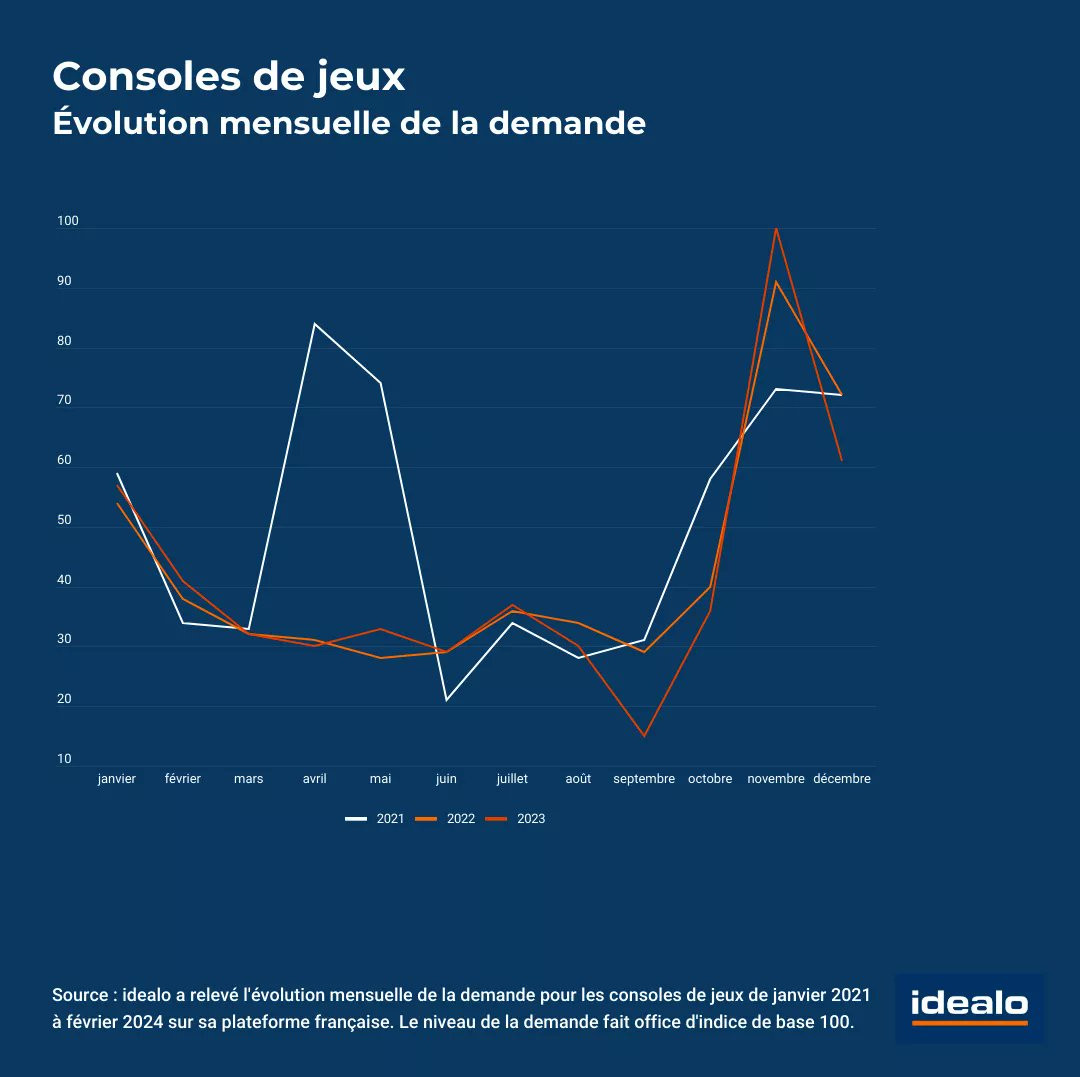 Consoles de jeux
Évolution mensuelle de la demande
100
90
80
70
60
50
40
30
20
10
janvier février mars avril mai juin juillet août septembre octobre novembre décembre
2021 2022 2023
Source : idealo a relevé l'évolution mensuelle de la demande pour les consoles de jeux de janvier 2021
à février 2024 sur sa plateforme française. Le niveau de la demande fait office d'indice de base 100.
idealo